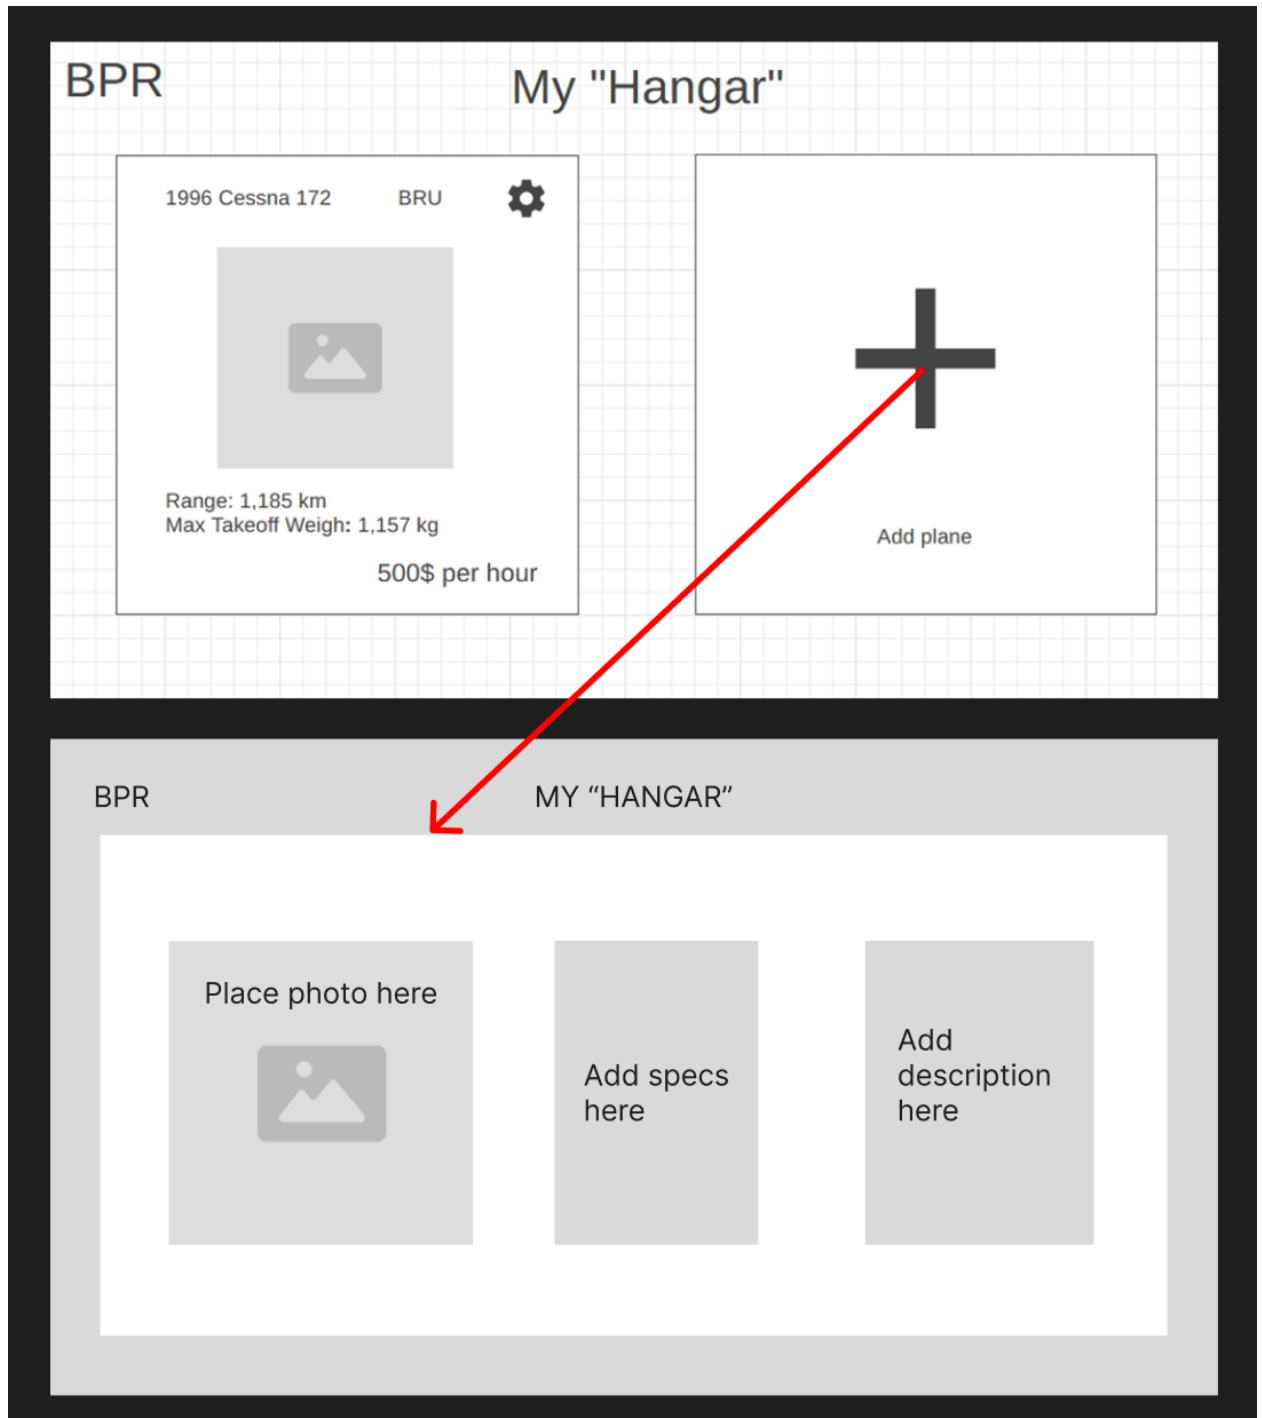 BPR
My "Hangar"
1996 Cessna 172 BRU
Range: 1,185 km
Max Takeoff Weigh: 1,157 kg
500$ per hour
Add plane
BPR
MY “HANGAR”
Place photo here
Add specs
here
Add
description
here